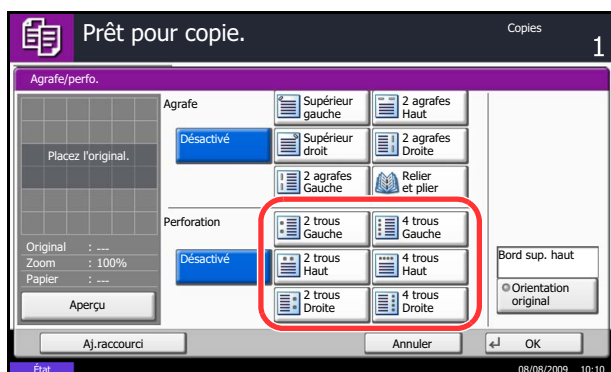 Prêt pour copie.
Copies
1
Agrafe/perfo.
Placez l'original.
Original : ---
Zoom : 100%
Papier : ---
Aperçu
Agrafe
Désactivé
Supérieur
gauche
2 agrafes
Haut
Supérieur
droit
2 agrafes
Droite
2 agrafes
Gauche
Relier
et plier
Perforation
Désactivé
2 trous
Gauche
4 trous
Gauche
2 trous
Haut
4 trous
Haut
2 trous
Droite
4 trous
Droite
Bord sup. haut
Orientation
original
Aj.raccourci
Annuler
OK
État
08/08/2009 10:10